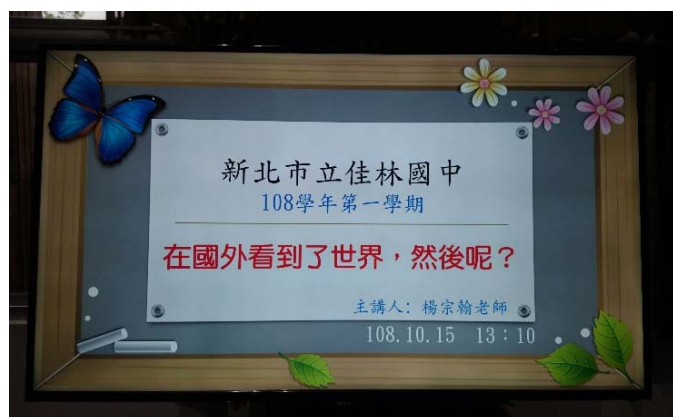 新北市立佳林國中
108學年第一學期
在國外看到了世界，然後呢？
主講人：楊宗翰老師
108.10.15 13：10